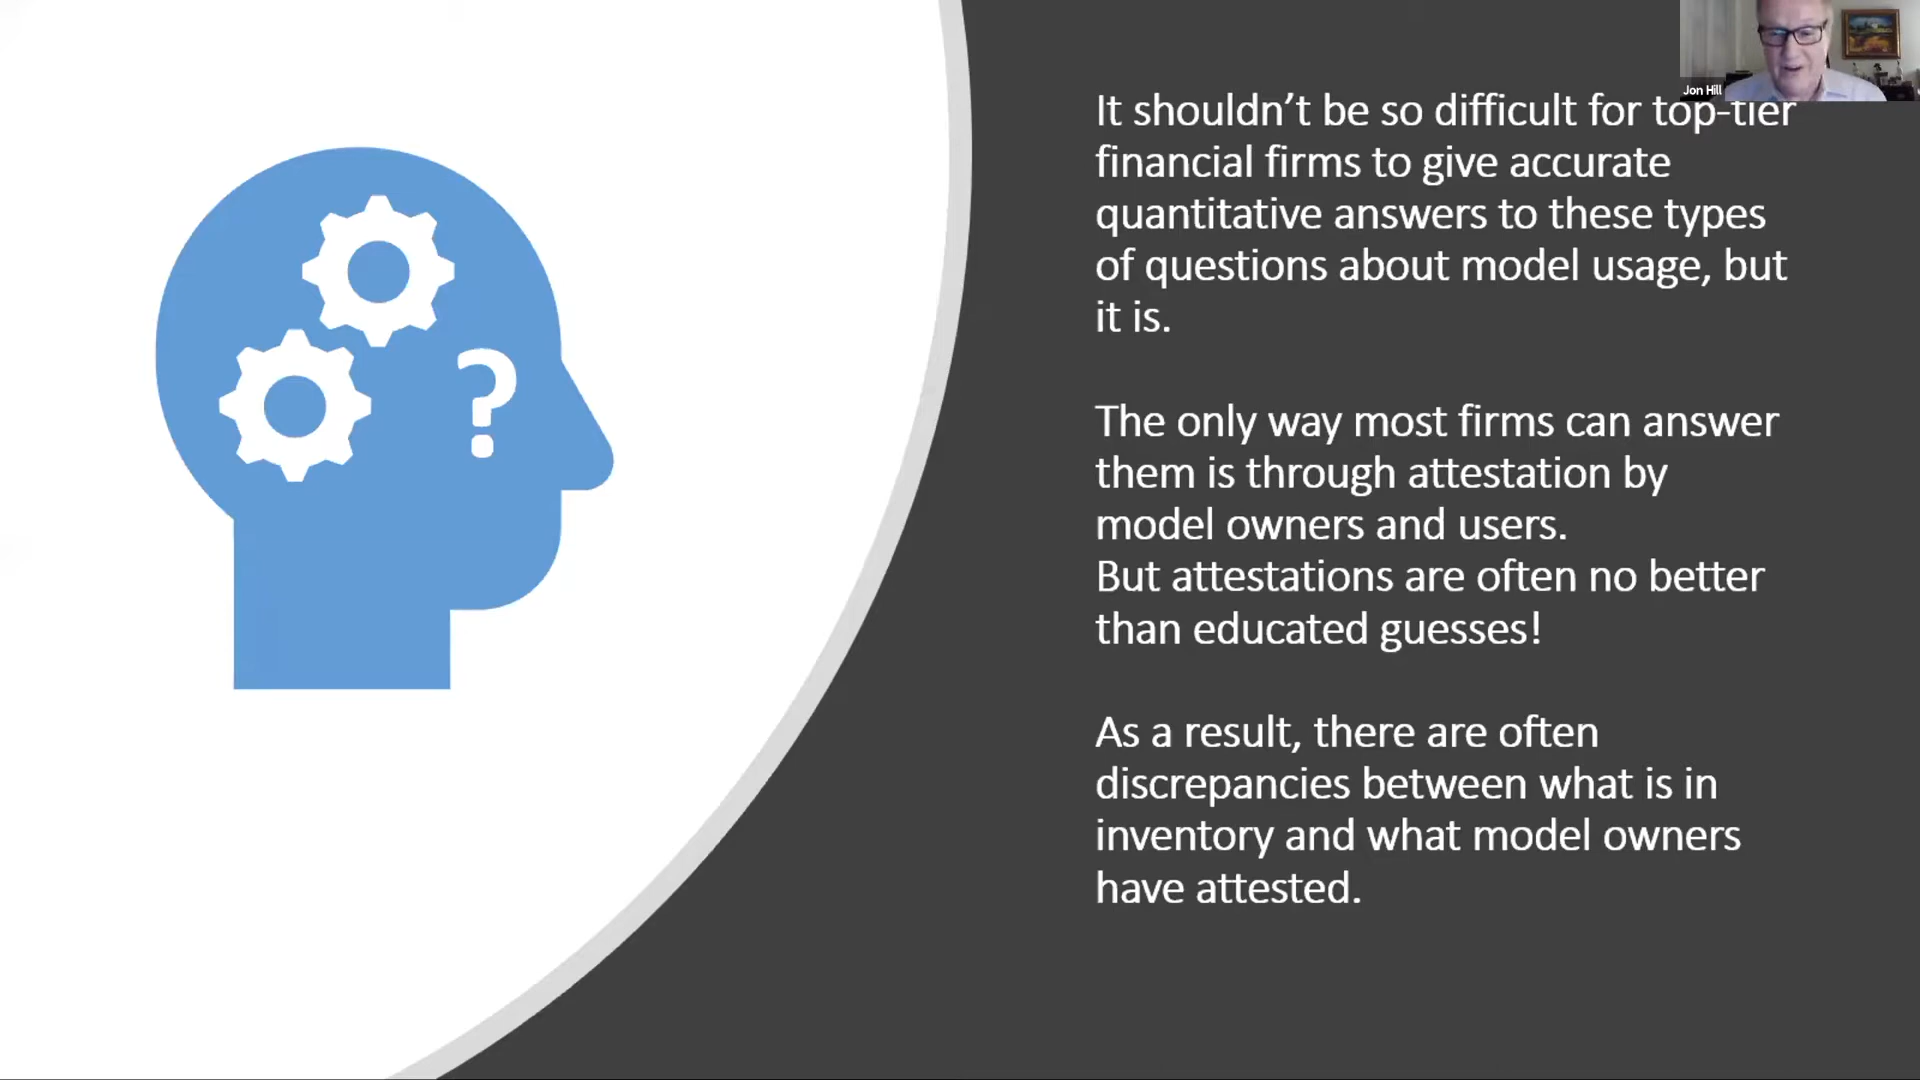 Jon Hill
It shouldn’t be so difficult for top-tier
financial firms to give accurate
quantitative answers to these types
of questions about model usage, but
it is.
The only way most firms can answer
them is through attestation by
model owners and users.
But attestations are often no better
than educated guesses!
As a result, there are often
discrepancies between what is in
inventory and what model owners
have attested.
?